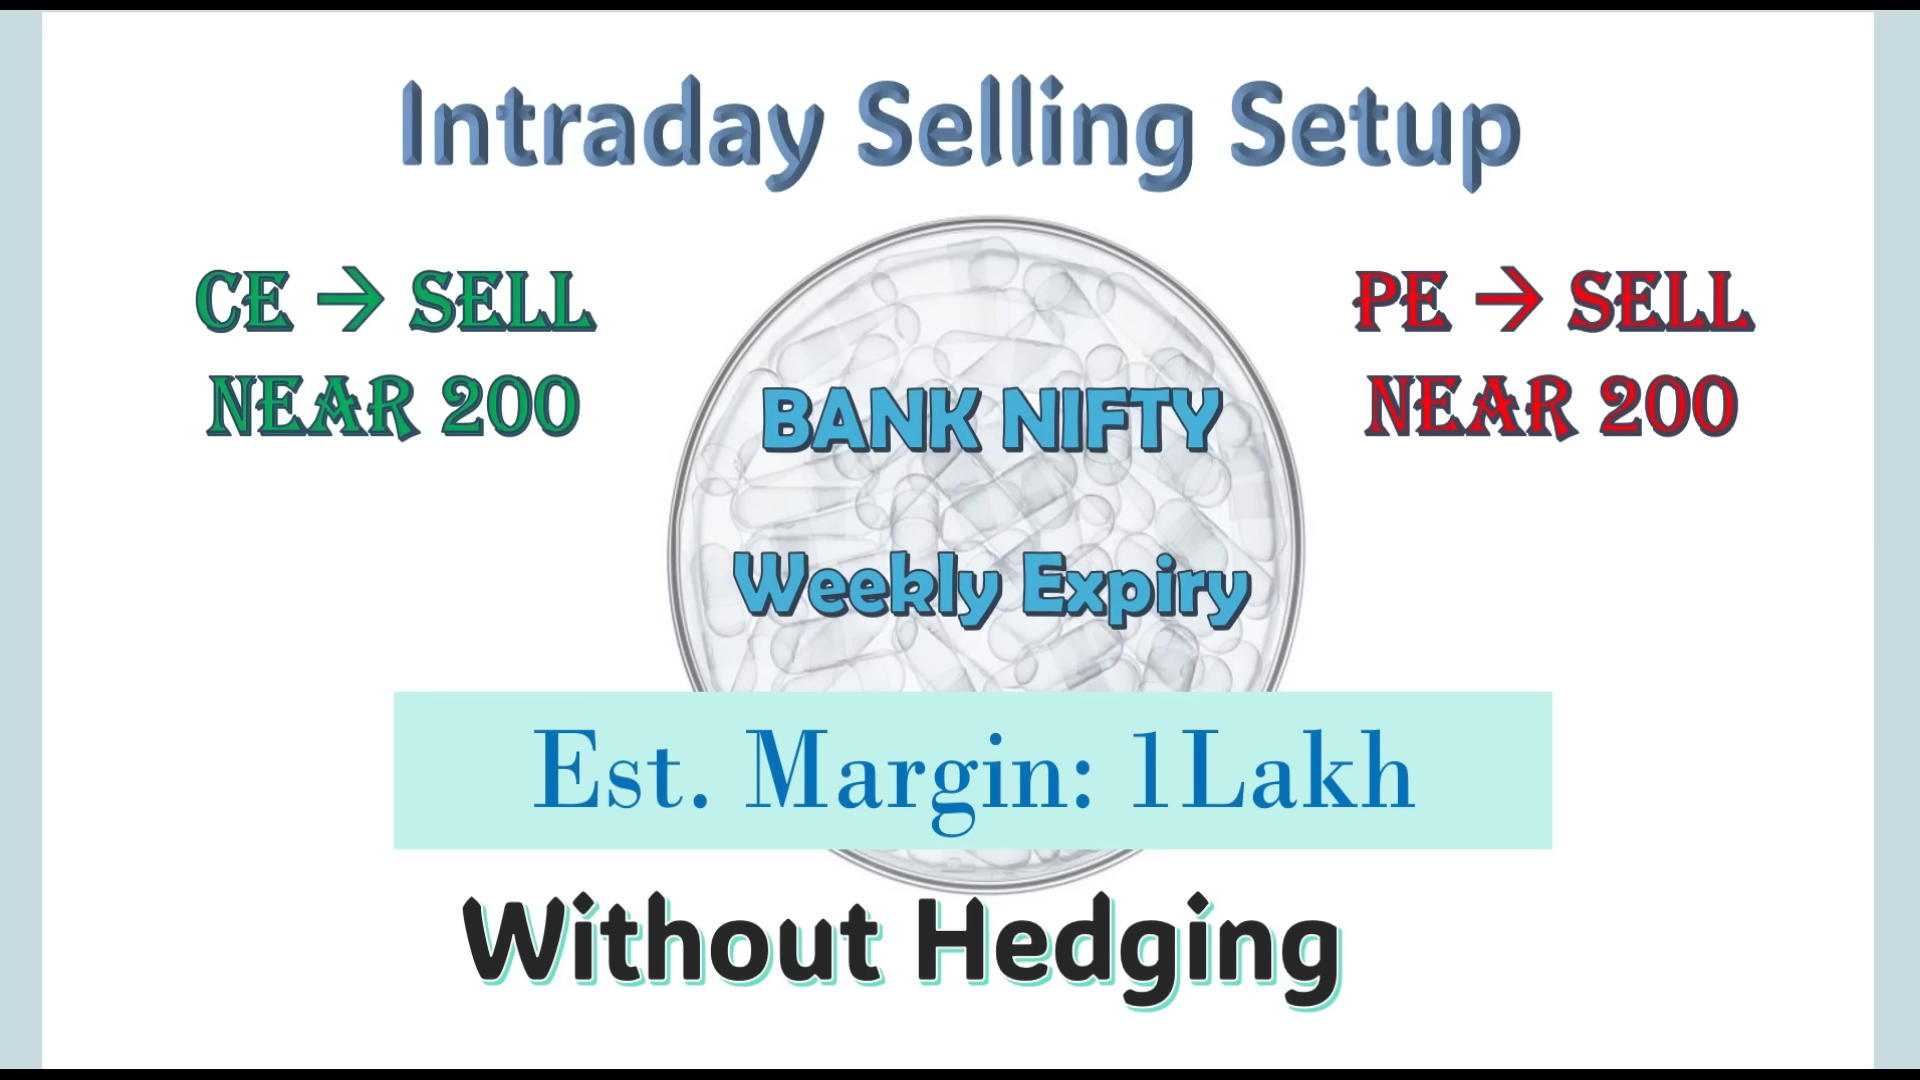 Intraday Selling Setup
CE → SELL
NEAR 200
PE → SELL
NEAR 200
BANK NIFTY
Weekly Expiry
Est. Margin: 1Lakh
Without Hedging